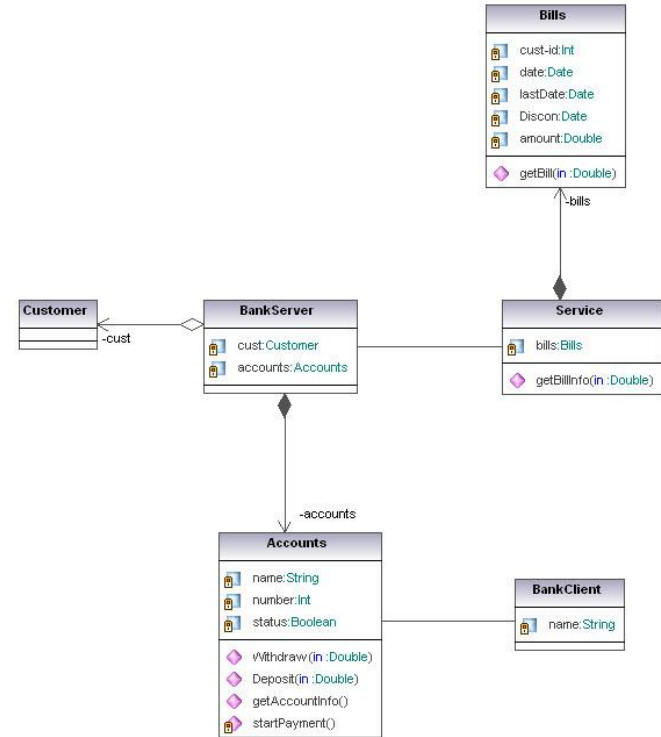 Bills
cust-id:Int
date:Date
lastDate:Date
Discon:Date
amount:Double
getBill(in :Double)
-bills
Customer
-cust
BankServer
cust:Customer
accounts:Accounts
Service
bills:Bills
getBillInfo(in :Double)
-accounts
Accounts
name:String
number:Int
status:Boolean
Withdraw(in :Double)
Deposit(in :Double)
getAccountInfo()
startPayment()
BankClient
name:String